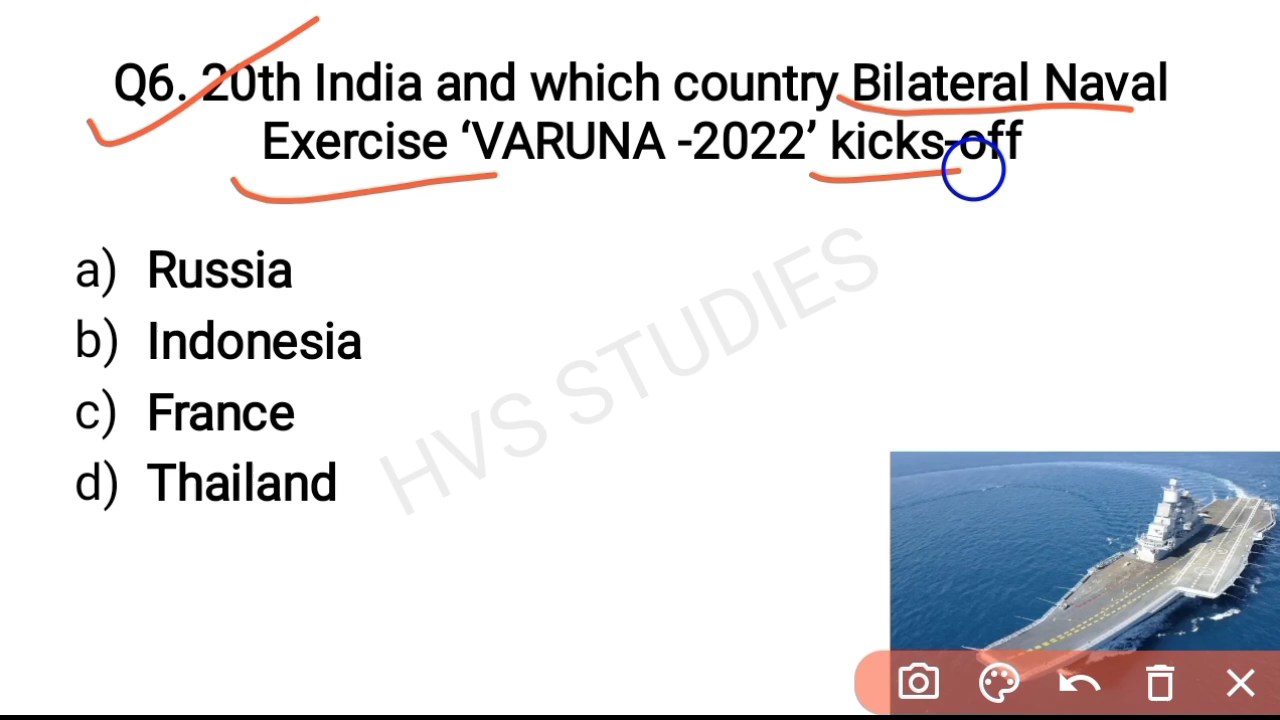 Q6. 20th India and which country Bilateral Naval
Exercise ‘VARUNA -2022’ kicks-off
a) Russia
b) Indonesia
c) France
d) Thailand
HVS STUDIES